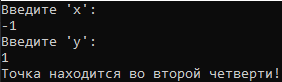 Введите 'x':
-1
Введите 'y':
1
Точка находится во второй четверти!